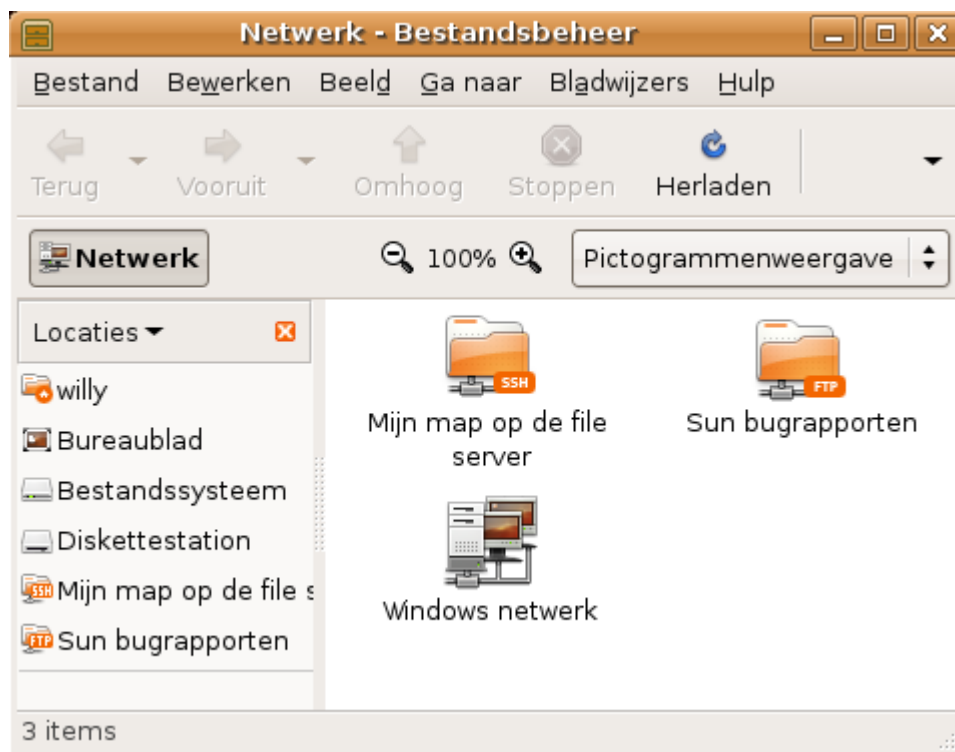 Netwerk - Bestandsbeheer
Bestand Bewerken Beeld Ga naar Bladwijzers Hulp
Terug Vooruit Omhoog Stoppen Herladen
Netwerk 100% Pictogrammenweergave
Locaties
willy
Bureaublad
Bestandssysteem
Diskettestation
Mijn map op de file s
Sun bugrapporten
SSH
Mijn map op de file
server
FTP
Sun bugrapporten
Windows netwerk
3 items